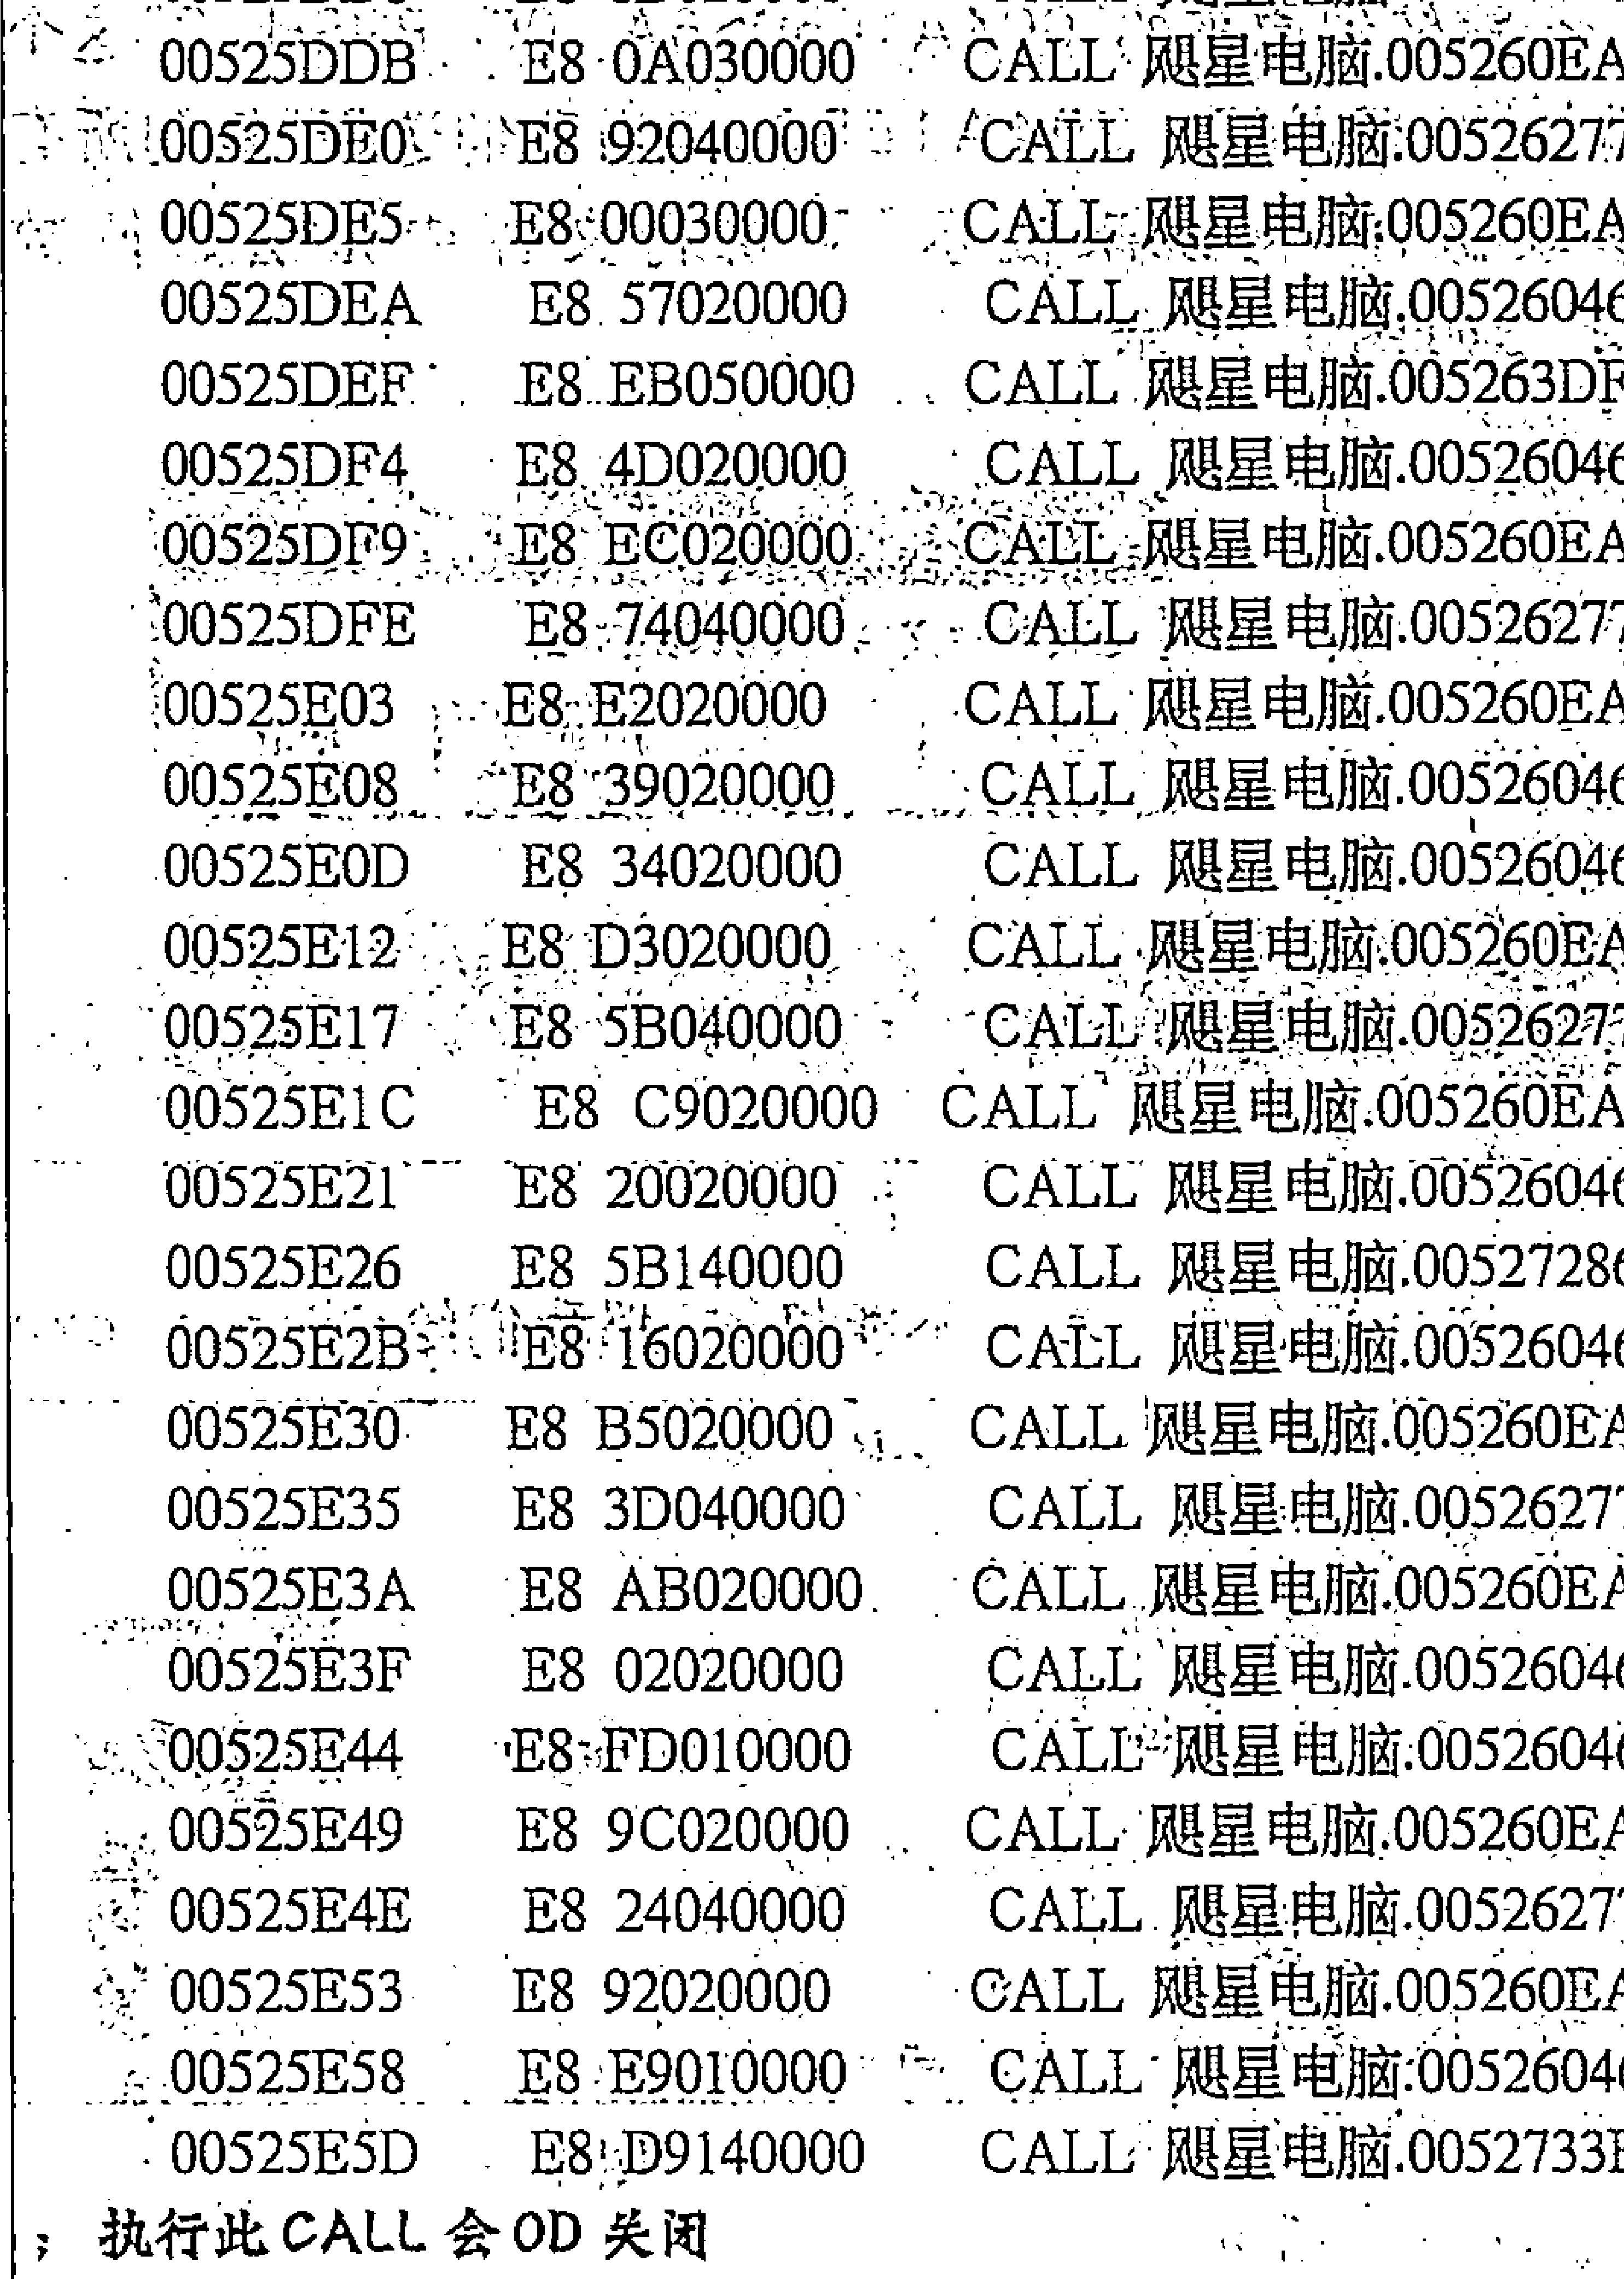 00525DDB E8 0A030000 CALL 飓星电脑.005260EA
00525DE0 E8 92040000 CALL 飓星电脑.00526277
00525DE5 E8 00030000 CALL 飓星电脑.005260EA
00525DEA E8 57020000 CALL 飓星电脑.00526046
00525DEF E8 EB050000 CALL 飓星电脑.005263DF
00525DF4 E8 4D020000 CALL 飓星电脑.00526046
00525DF9 E8 EC020000 CALL 飓星电脑.005260EA
00525DFE E8 74040000 CALL 飓星电脑.00526277
00525E03 E8 E2020000 CALL 飓星电脑.005260EA
00525E08 E8 39020000 CALL 飓星电脑.00526046
00525E0D E8 34020000 CALL 飓星电脑.00526046
00525E12 E8 D3020000 CALL 飓星电脑.005260EA
00525E17 E8 5B040000 CALL 飓星电脑.00526277
00525E1C E8 C9020000 CALL 飓星电脑.005260EA
00525E21 E8 20020000 CALL 飓星电脑.00526046
00525E26 E8 5B140000 CALL 飓星电脑.00527286
00525E2B E8 16020000 CALL 飓星电脑.00526046
00525E30 E8 B5020000 CALL 飓星电脑.005260EA
00525E35 E8 3D040000 CALL 飓星电脑.00526277
00525E3A E8 AB020000 CALL 飓星电脑.005260EA
00525E3F E8 02020000 CALL 飓星电脑.00526046
00525E44 E8 FD010000 CALL 飓星电脑.00526046
00525E49 E8 9C020000 CALL 飓星电脑.005260EA
00525E4E E8 24040000 CALL 飓星电脑.00526277
00525E53 E8 92020000 CALL 飓星电脑.005260EA
00525E58 E8 E9010000 CALL 飓星电脑.00526046
00525E5D E8 D9140000 CALL 飓星电脑.0052733B
; 执行此 CALL 会 OD 关闭